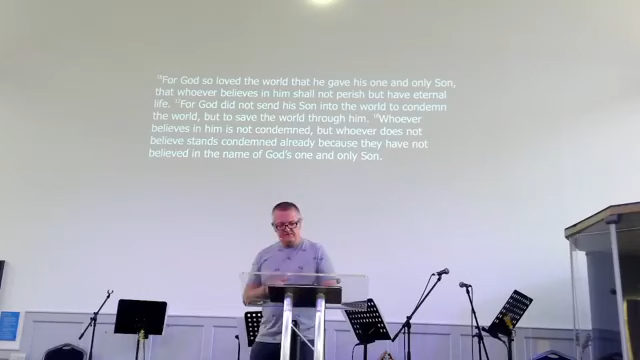 ¹⁶For God so loved the world that he gave his one and only Son,
that whoever believes in him shall not perish but have eternal
life. ¹⁷For God did not send his Son into the world to condemn
the world, but to save the world through him. ¹⁸Whoever
believes in him is not condemned, but whoever does not
believe stands condemned already because they have not
believed in the name of God's one and only Son.